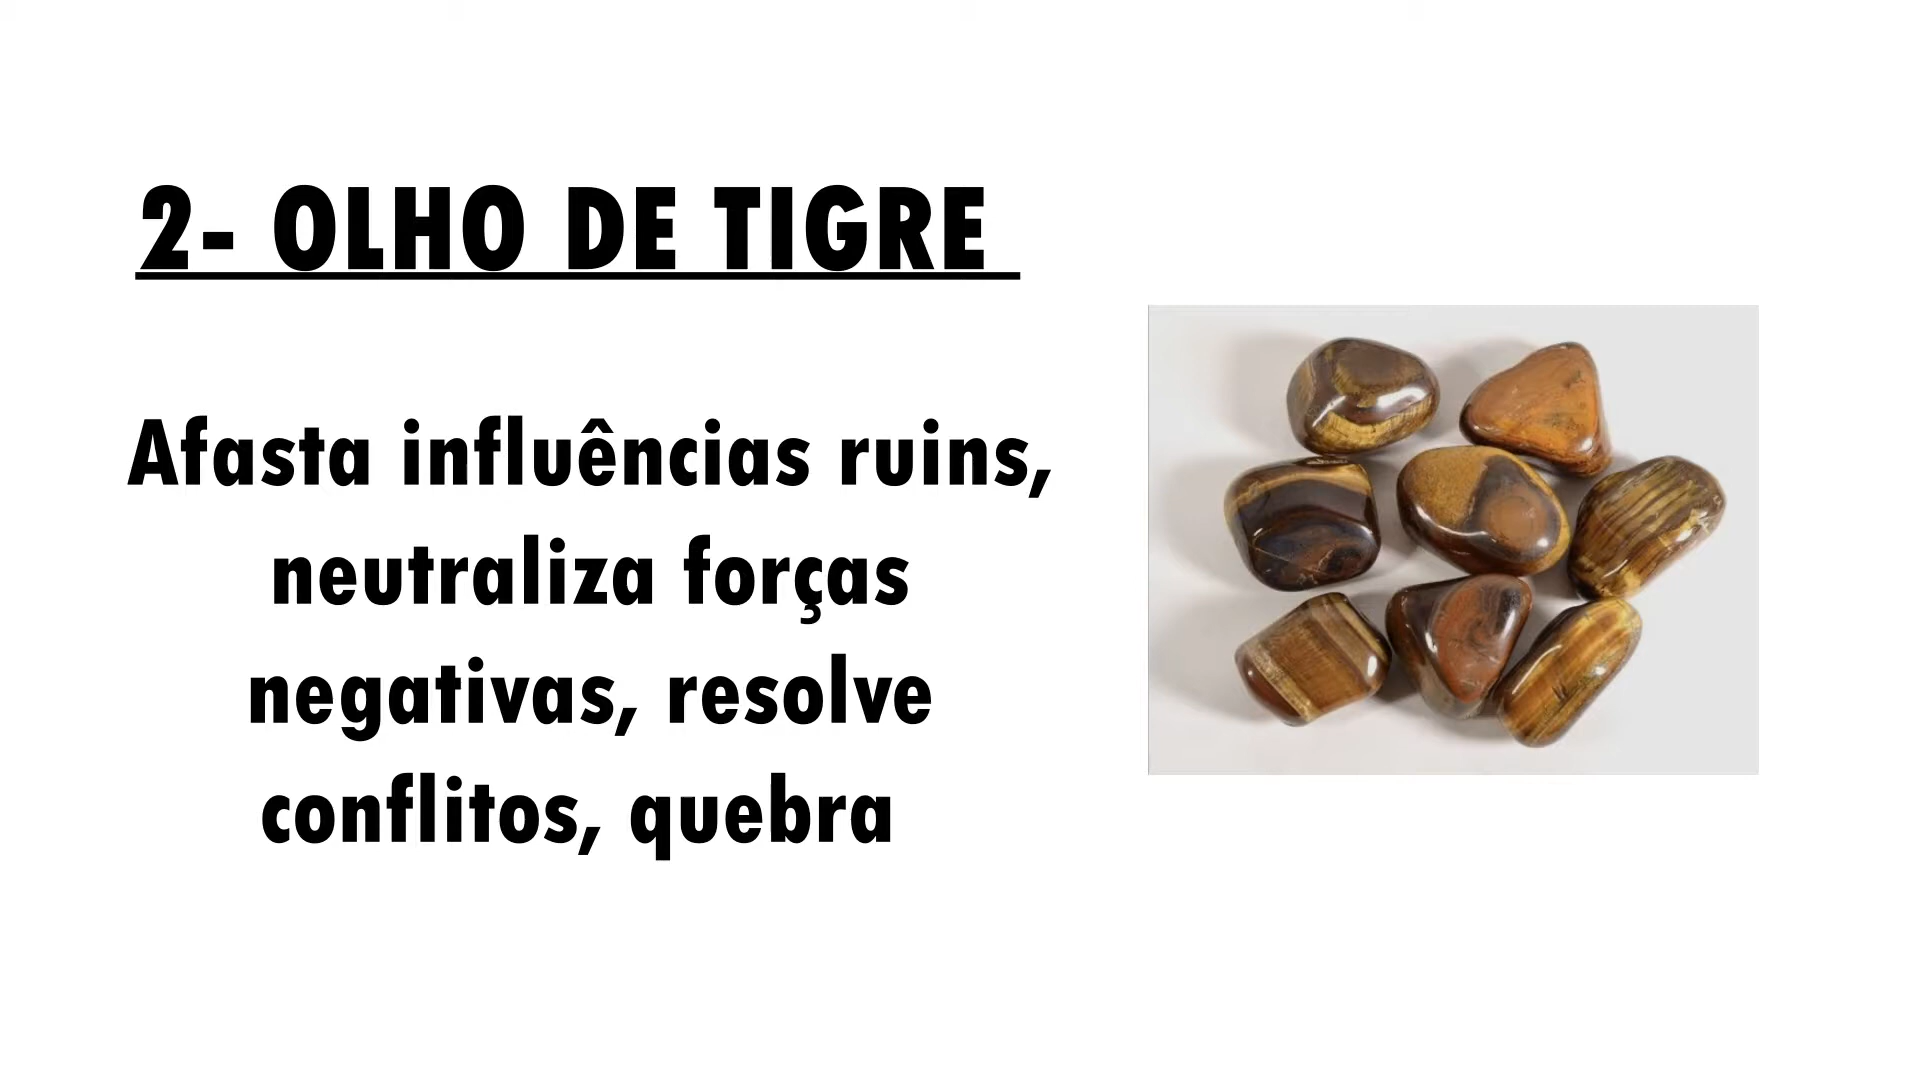 2- OLHO DE TIGRE
Afasta influências ruins,
neutraliza forças
negativas, resolve
conflitos, quebra